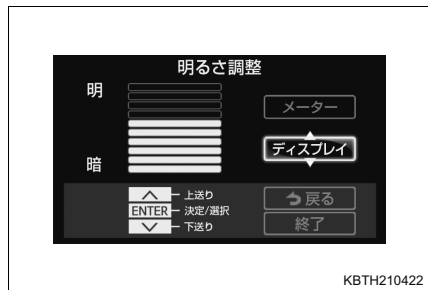 明るさ調整
明
メーター
ディスプレイ
暗
上送り
ENTER 決定/選択
下送り
戻る
終了
KBTH210422